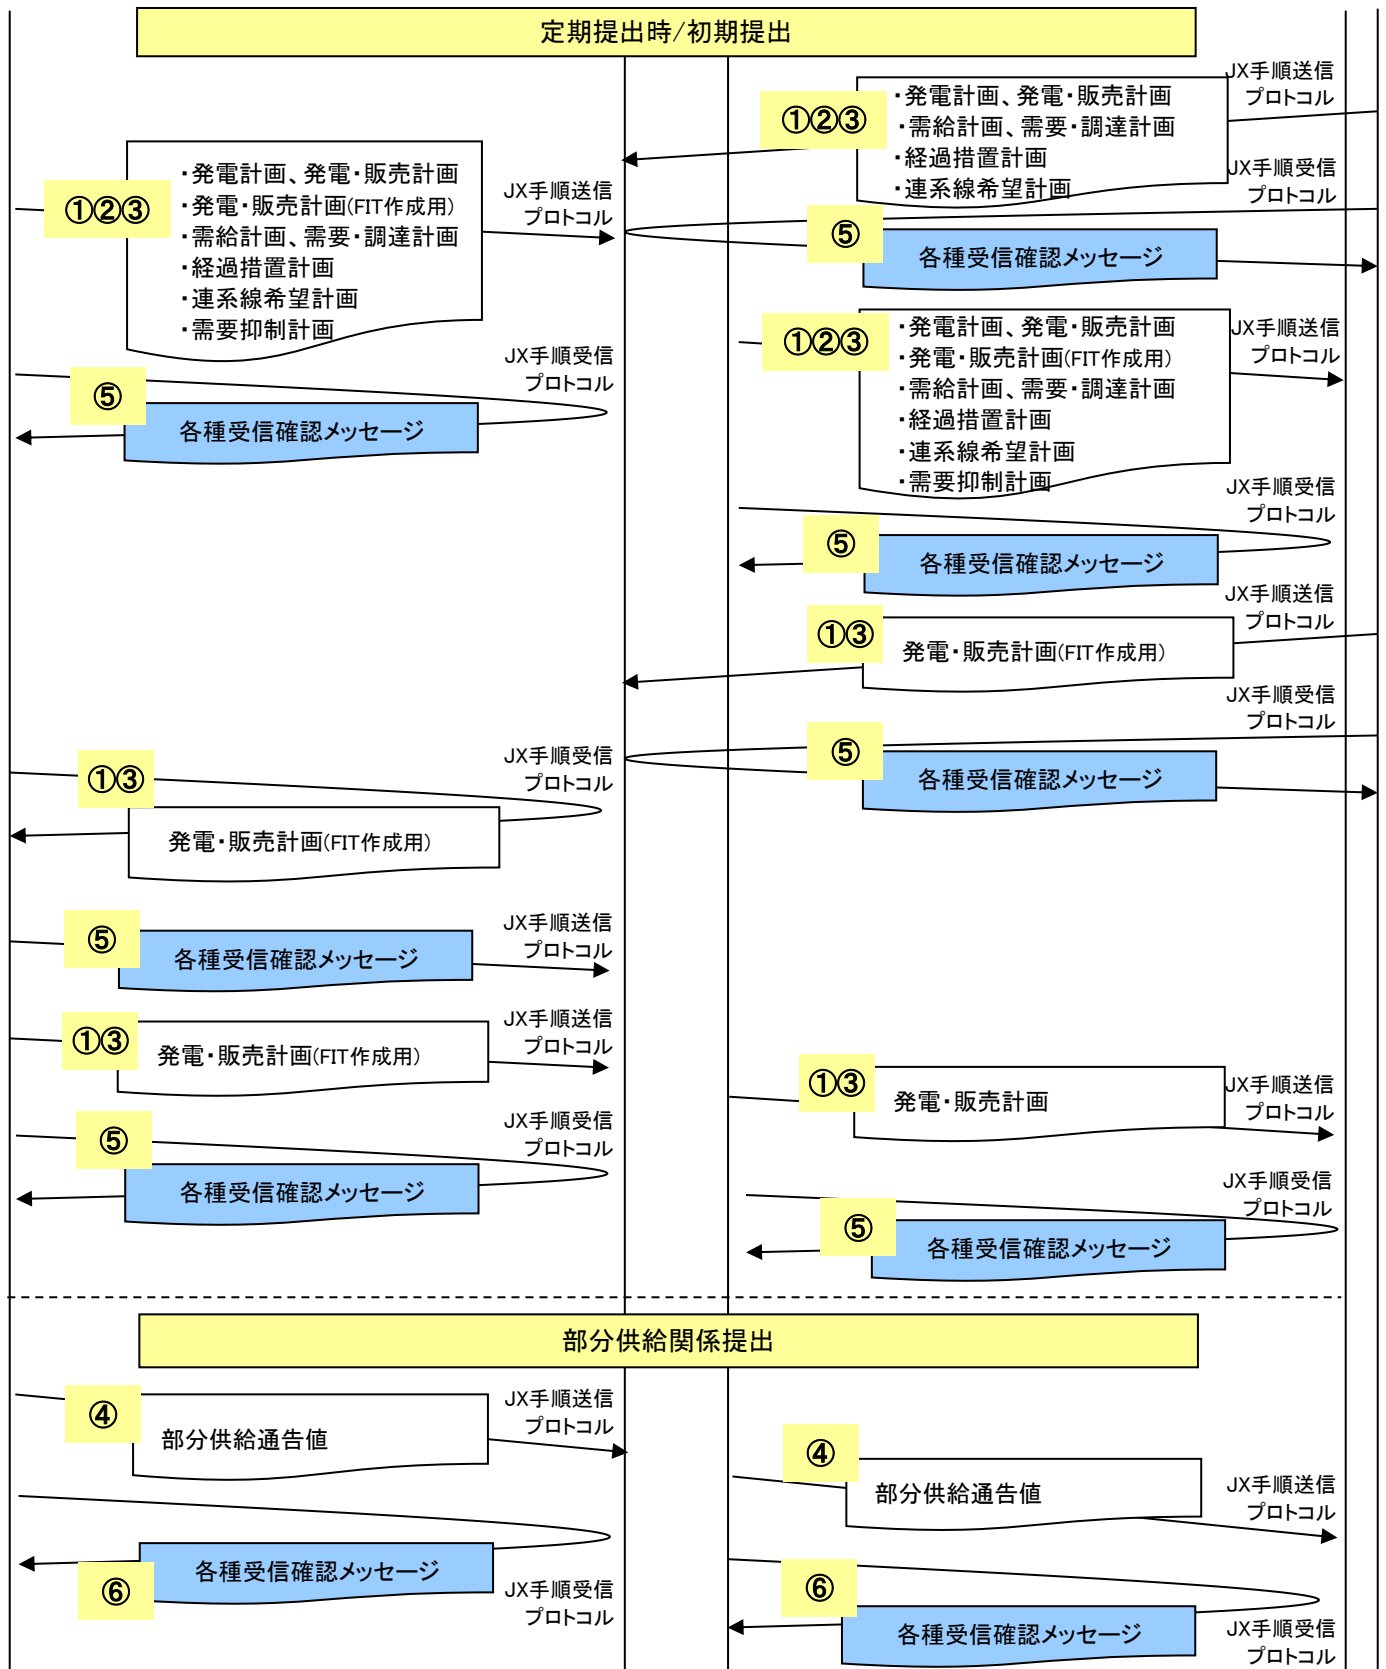 定期提出時/初期提出
JX手順送信
プロトコル
①②③
・発電計画、発電・販売計画
・需給計画、需要・調達計画
・経過措置計画
・連系線希望計画
JX手順受信
プロトコル
①②③
・発電計画、発電・販売計画
・発電・販売計画(FIT作成用)
・需給計画、需要・調達計画
・経過措置計画
・連系線希望計画
・需要抑制計画
JX手順送信
プロトコル
⑤
各種受信確認メッセージ
①②③
・発電計画、発電・販売計画
・発電・販売計画(FIT作成用)
・需給計画、需要・調達計画
・経過措置計画
・連系線希望計画
・需要抑制計画
JX手順送信
プロトコル
JX手順受信
プロトコル
⑤
各種受信確認メッセージ
JX手順受信
プロトコル
⑤
各種受信確認メッセージ
JX手順送信
プロトコル
①③
発電・販売計画(FIT作成用)
JX手順受信
プロトコル
⑤
各種受信確認メッセージ
JX手順受信
プロトコル
①③
発電・販売計画(FIT作成用)
JX手順送信
プロトコル
⑤
各種受信確認メッセージ
JX手順送信
プロトコル
①③
発電・販売計画(FIT作成用)
①③
発電・販売計画
JX手順送信
プロトコル
JX手順受信
プロトコル
⑤
各種受信確認メッセージ
JX手順受信
プロトコル
⑤
各種受信確認メッセージ
部分供給関係提出
JX手順送信
プロトコル
④
部分供給通告値
④
部分供給通告値
JX手順送信
プロトコル
各種受信確認メッセージ
⑥
JX手順受信
プロトコル
⑥
各種受信確認メッセージ
JX手順受信
プロトコル